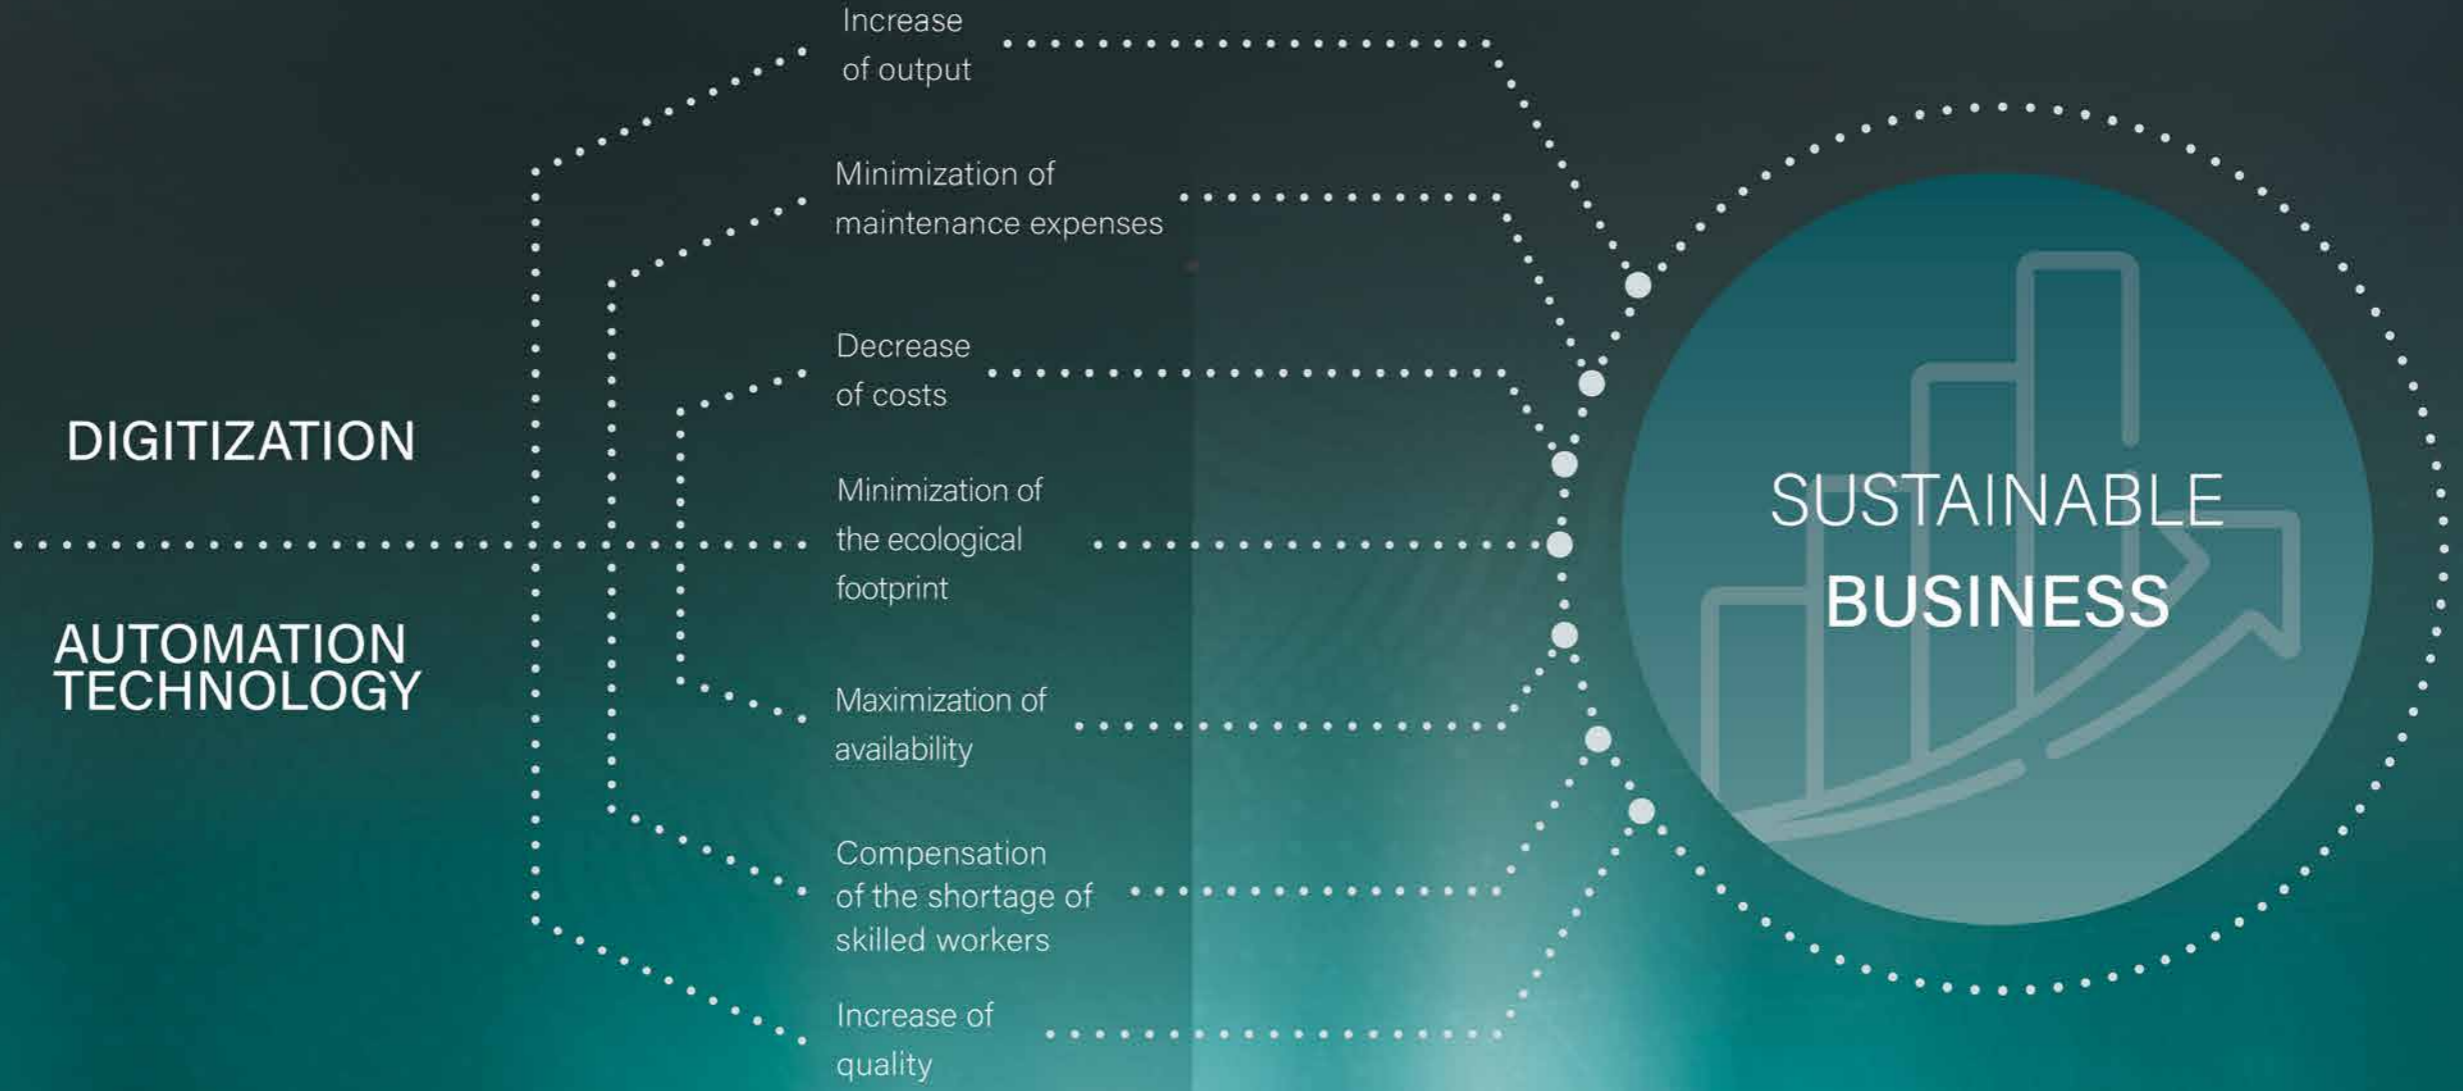 DIGITIZATION
AUTOMATION
TECHNOLOGY
Increase
of output
Minimization of
maintenance expenses
Decrease
of costs
Minimization of
the ecological
footprint
Maximization of
availability
Compensation
of the shortage of
skilled workers
Increase of
quality
SUSTAINABLE
BUSINESS